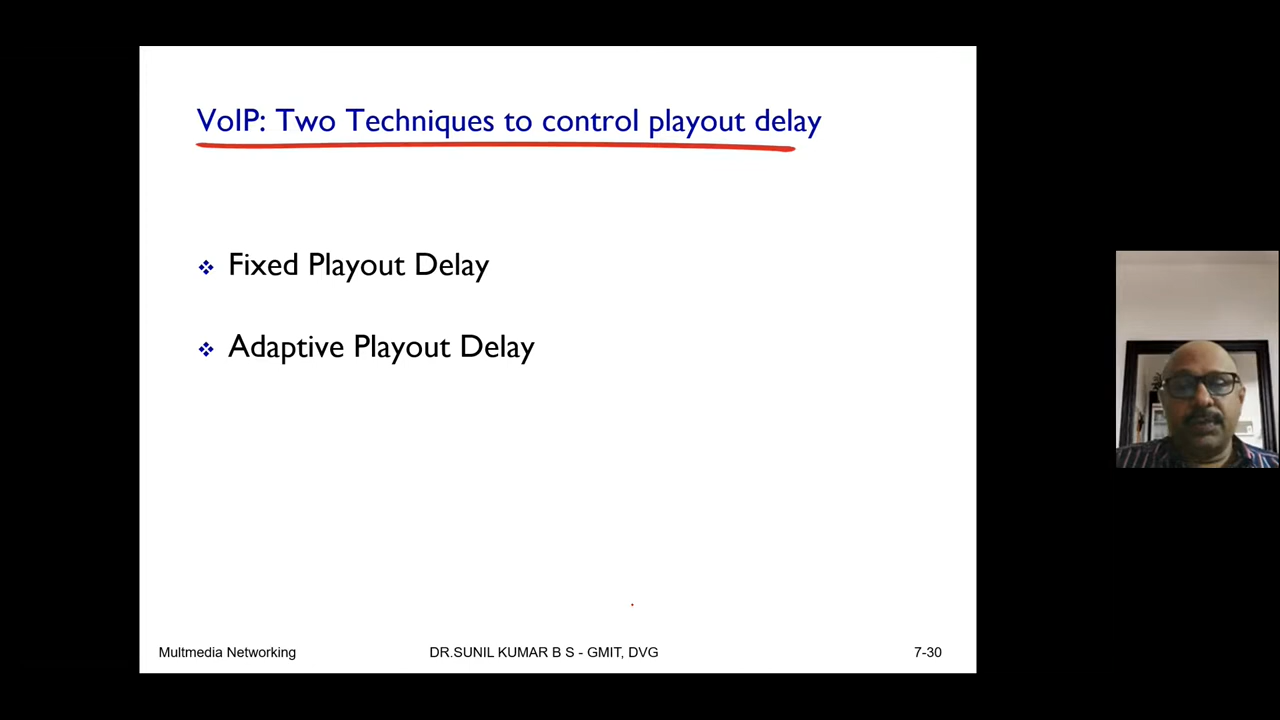 VoIP: Two Techniques to control playout delay
Fixed Playout Delay
Adaptive Playout Delay
Multmedia Networking
DR.SUNIL KUMAR B S - GMIT, DVG
7-30